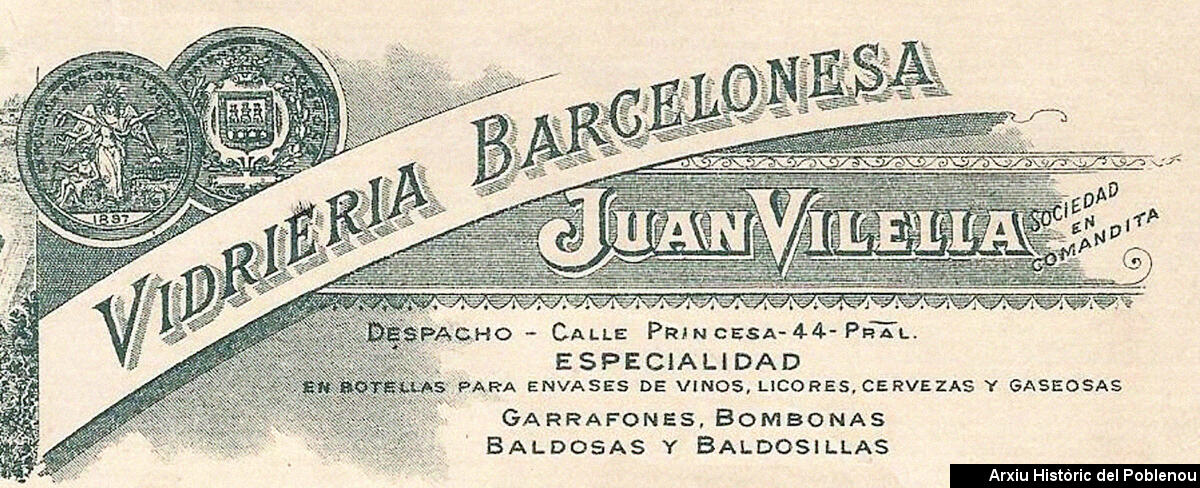 1897
VIDRIERIA BARCELONESA
JUAN VILELLA
SOCIEDAD
EN
COMANDITA
DESPACHO - CALLE PRINCESA-44-PRAL.
ESPECIALIDAD
EN BOTELLAS PARA ENVASES DE VINOS, LICORES, CERVEZAS Y GASEOSAS
GARRAFONES, BOMBONAS
BALDOSAS Y BALDOSILLAS
Arxiu Històric del Poblenou